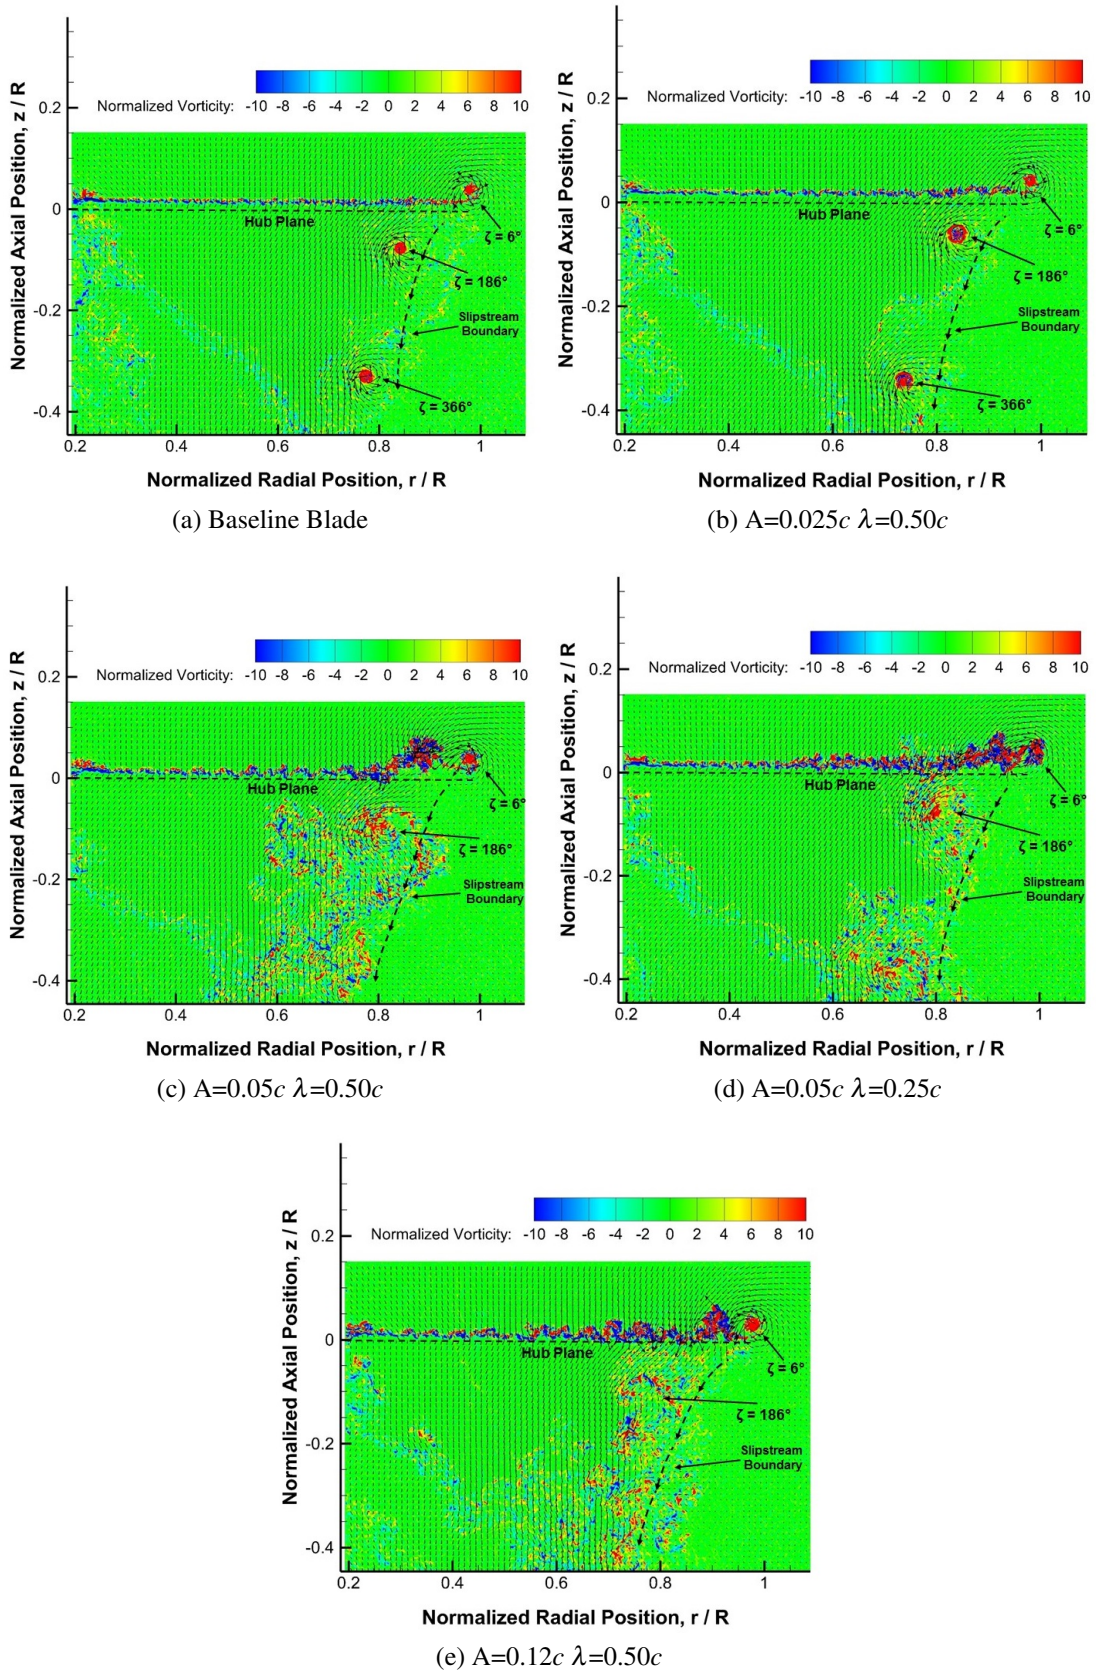 Normalized Vorticity: -10 -8 -6 -4 -2 0 2 4 6 8 10
Normalized Axial Position, z / R
0.2
0
-0.2
-0.4
Hub Plane
ζ = 6°
ζ = 186°
Slipstream
Boundary
ζ = 366°
0.2 0.4 0.6 0.8 1
Normalized Radial Position, r / R
(a) Baseline Blade
Normalized Vorticity: -10 -8 -6 -4 -2 0 2 4 6 8 10
Normalized Axial Position, z / R
0.2
0
-0.2
-0.4
Hub Plane
ζ = 6°
ζ = 186°
Slipstream
Boundary
ζ = 366°
0.2 0.4 0.6 0.8 1
Normalized Radial Position, r / R
(b) A=0.025c λ=0.50c
Normalized Vorticity: -10 -8 -6 -4 -2 0 2 4 6 8 10
Normalized Axial Position, z / R
0.2
0
-0.2
-0.4
Hub Plane
ζ = 6°
ζ = 186°
Slipstream
Boundary
0.2 0.4 0.6 0.8 1
Normalized Radial Position, r / R
(c) A=0.05c λ=0.50c
Normalized Vorticity: -10 -8 -6 -4 -2 0 2 4 6 8 10
Normalized Axial Position, z / R
0.2
0
-0.2
-0.4
Hub Plane
ζ = 6°
ζ = 186°
Slipstream
Boundary
0.2 0.4 0.6 0.8 1
Normalized Radial Position, r / R
(d) A=0.05c λ=0.25c
Normalized Vorticity: -10 -8 -6 -4 -2 0 2 4 6 8 10
Normalized Axial Position, z / R
0.2
0
-0.2
-0.4
Hub Plane
ζ = 6°
ζ = 186°
Slipstream
Boundary
0.2 0.4 0.6 0.8 1
Normalized Radial Position, r / R
(e) A=0.12c λ=0.50c